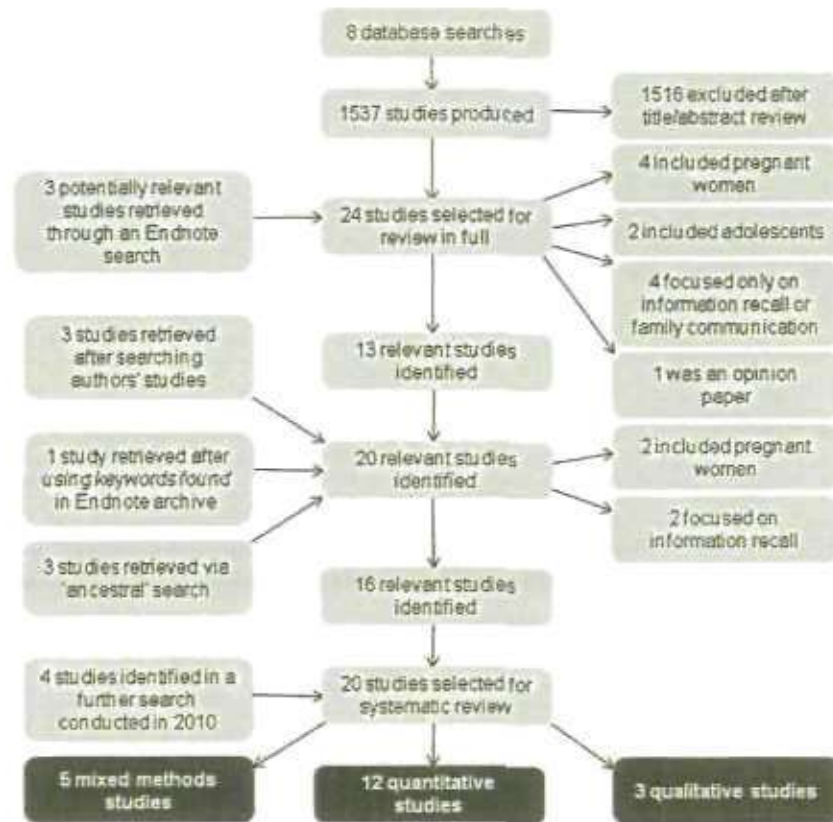 8 database searches
1537 studies produced
1516 excluded after
title/abstract review
3 potentially relevant
studies retrieved
through an Endnote
search
24 studies selected for
review in full
4 included pregnant
women
2 included adolescents
4 focused only on
information recall or
family communication
1 was an opinion
paper
3 studies retrieved
after searching
authors' studies
13 relevant studies
identified
1 study retrieved after
using keywords found
in Endnote archive
20 relevant studies
identified
2 included pregnant
women
2 focused on
information recall
3 studies retrieved via
'ancestral' search
16 relevant studies
identified
4 studies identified in a
further search
conducted in 2010
20 studies selected for
systematic review
5 mixed methods
studies
12 quantitative
studies
3 qualitative studies